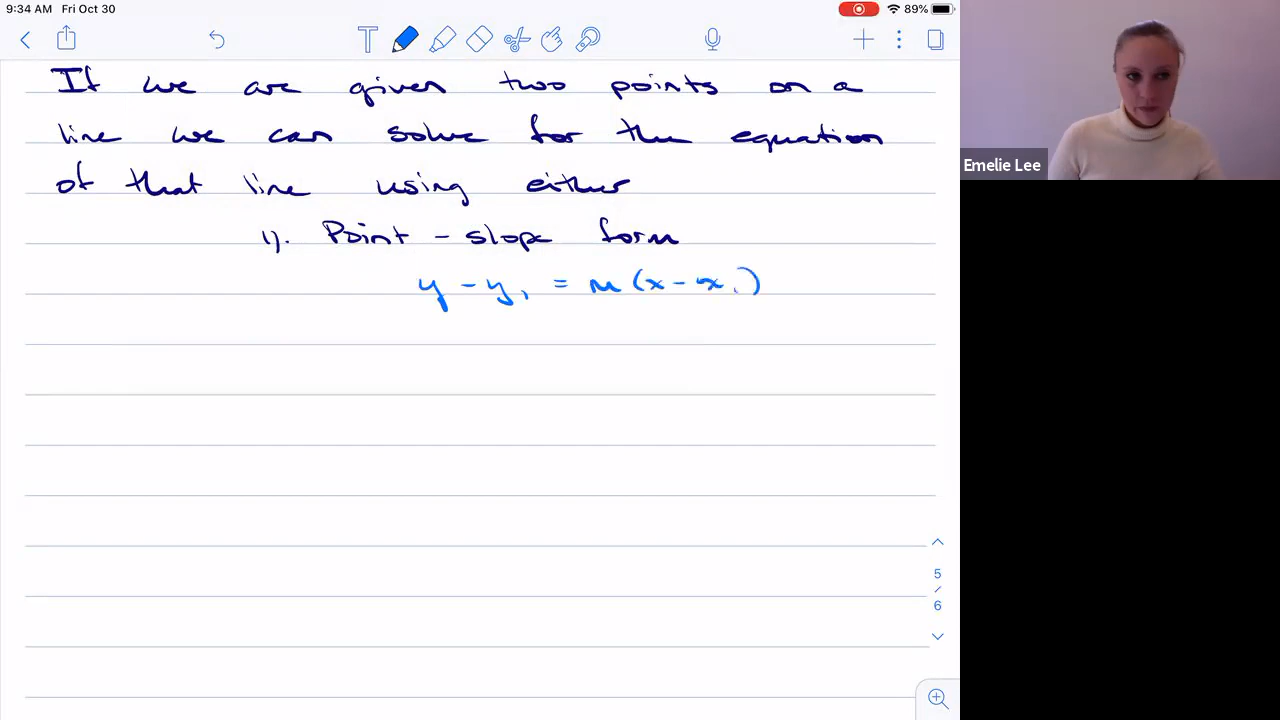 9:34 AM Fri Oct 30
89%
If we are given two points on a
line we can solve for the equation
of that line using either
1). Point - slope form
y - y₁ = m (x - x₁)
Emelie Lee
5
/
6